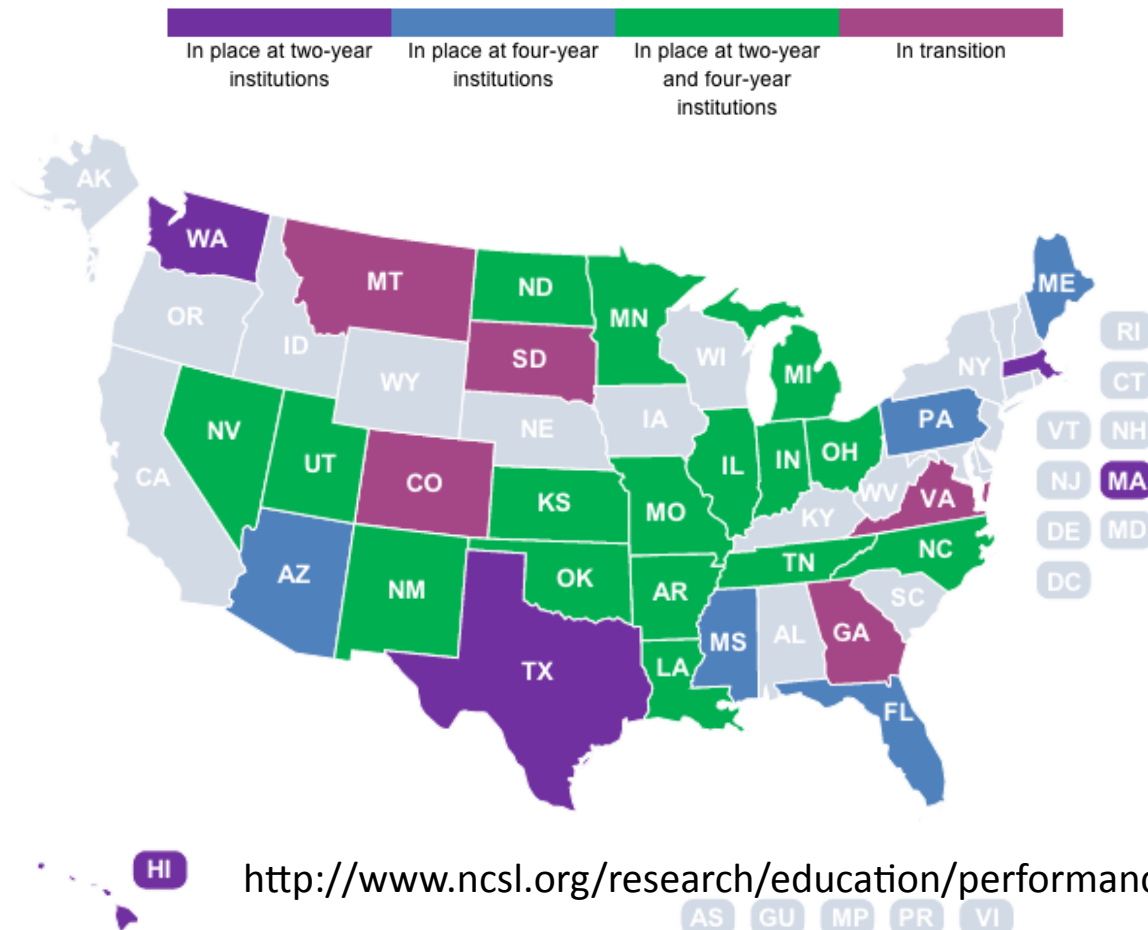 In place at two-year
institutions
In place at four-year
institutions
In place at two-year
and four-year
institutions
In transition
AK
WA
MT
ND
MN
ME
OR
ID
SD
WI
MI
NY
RI
WY
CT
NV
UT
NE
IA
PA
VT
NH
CA
CO
KS
IL
IN
OH
WV
VA
NJ
MA
MO
KY
DE
MD
AZ
NM
OK
AR
TN
NC
DC
TX
LA
MS
AL
GA
SC
FL
HI
http://www.ncsl.org/research/education/performanc
AS
GU
MP
PR
VI